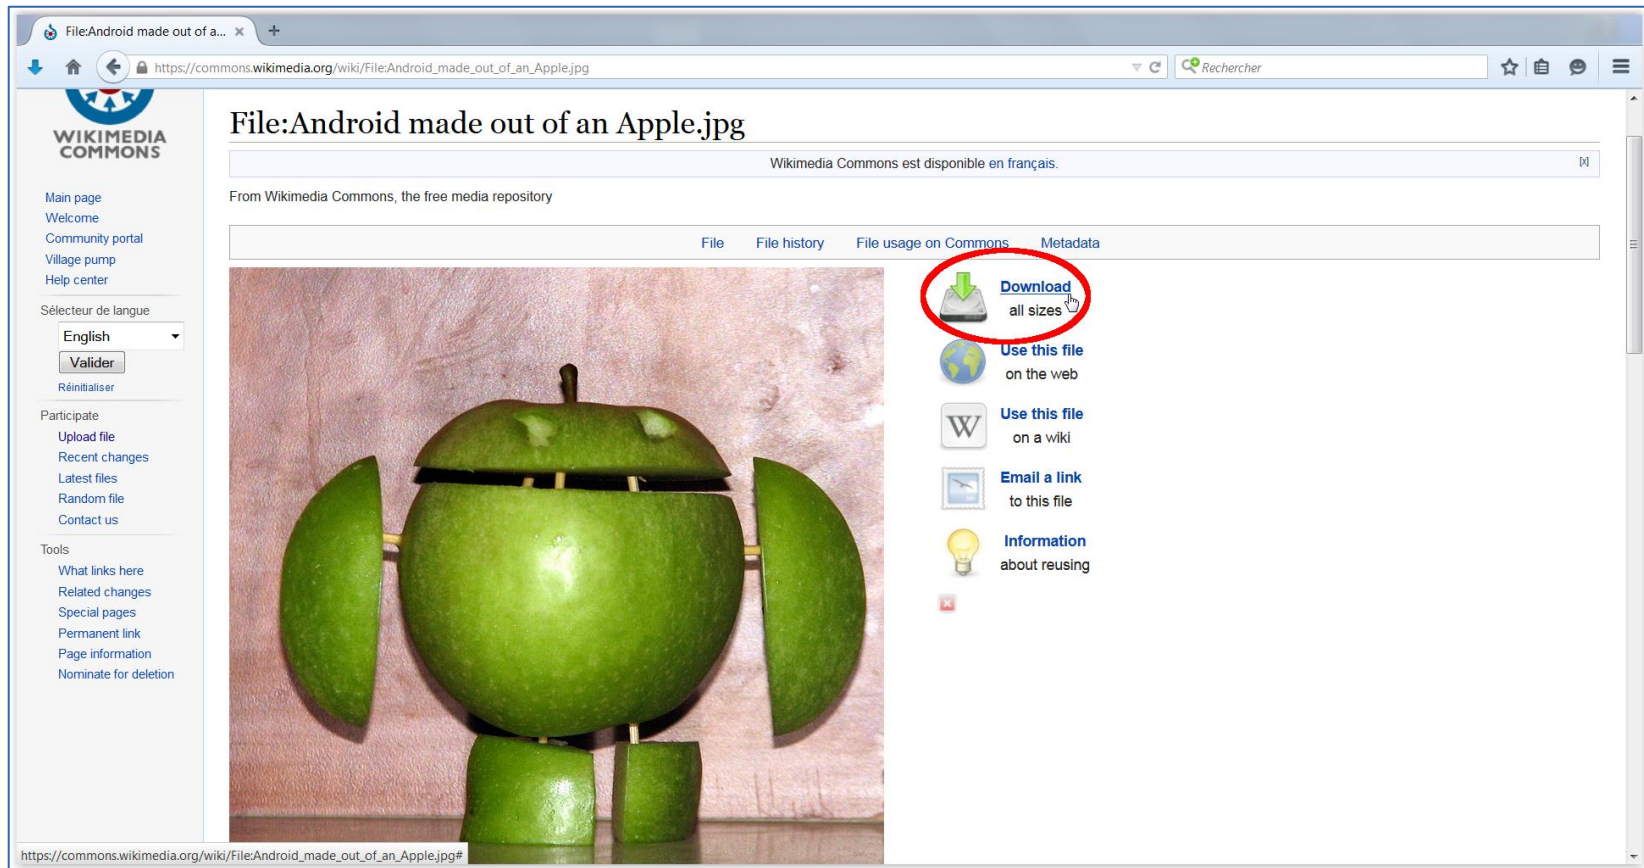 File:Android made out of a...
https://commons.wikimedia.org/wiki/File:Android_made_out_of_an_Apple.jpg
Rechercher
WIKIMEDIA
COMMONS
Main page
Welcome
Community portal
Village pump
Help center
Sélecteur de langue
English
Valider
Réinitialiser
Participate
Upload file
Recent changes
Latest files
Random file
Contact us
Tools
What links here
Related changes
Special pages
Permanent link
Page information
Nominate for deletion
File:Android made out of an Apple.jpg
Wikimedia Commons est disponible en français.
[x]
From Wikimedia Commons, the free media repository
File File history File usage on Commons Metadata
Download
all sizes
Use this file
on the web
W
Use this file
on a wiki
Email a link
to this file
Information
about reusing
https://commons.wikimedia.org/wiki/File:Android_made_out_of_an_Apple.jpg#